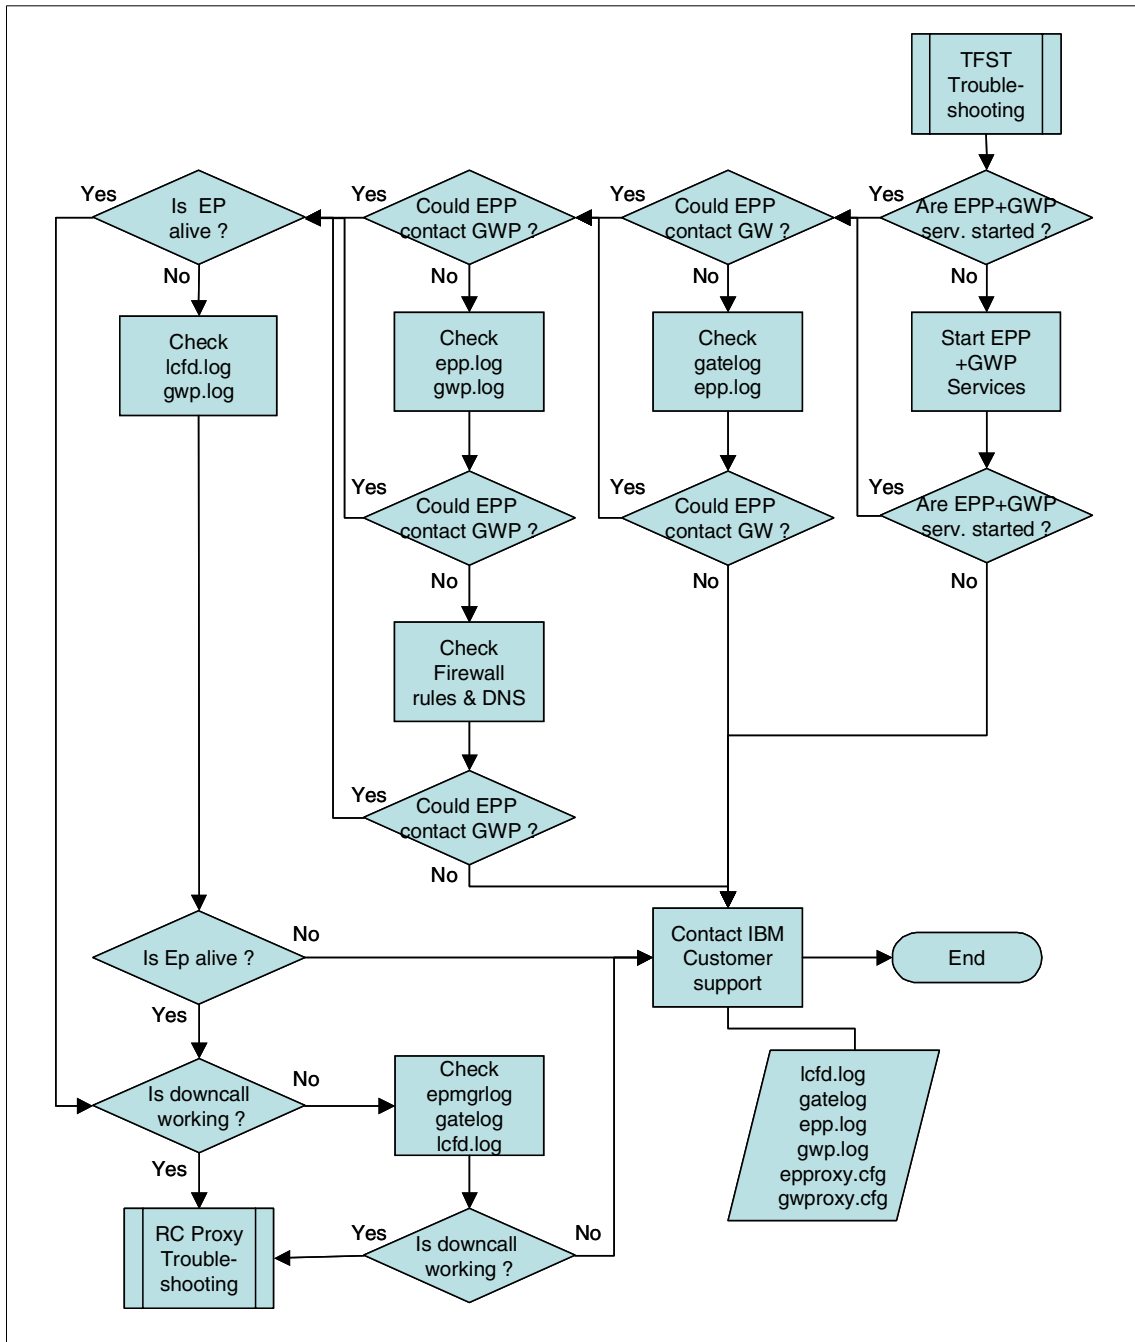 TFST
Trouble-
shooting
Yes
Is EP
alive ?
No
Yes
Could EPP
contact GWP ?
No
Yes
Could EPP
contact GW ?
No
Yes
Are EPP+GWP
serv. started ?
No
Check
lcfd.log
gwp.log
Check
epp.log
gwp.log
Check
gatelog
epp.log
Start EPP
+GWP
Services
Yes
Could EPP
contact GWP ?
No
Yes
Could EPP
contact GW ?
No
Yes
Are EPP+GWP
serv. started ?
No
Check
Firewall
rules & DNS
Yes
Could EPP
contact GWP ?
No
Is Ep alive ?
No
Yes
Contact IBM
Customer
support
End
Is downcall
working ?
No
Yes
Check
epmgrlog
gatelog
lcfd.log
lcfd.log
gatelog
epp.log
gwp.log
epproxy.cfg
gwproxy.cfg
RC Proxy
Trouble-
shooting
Yes
Is downcall
working ?
No